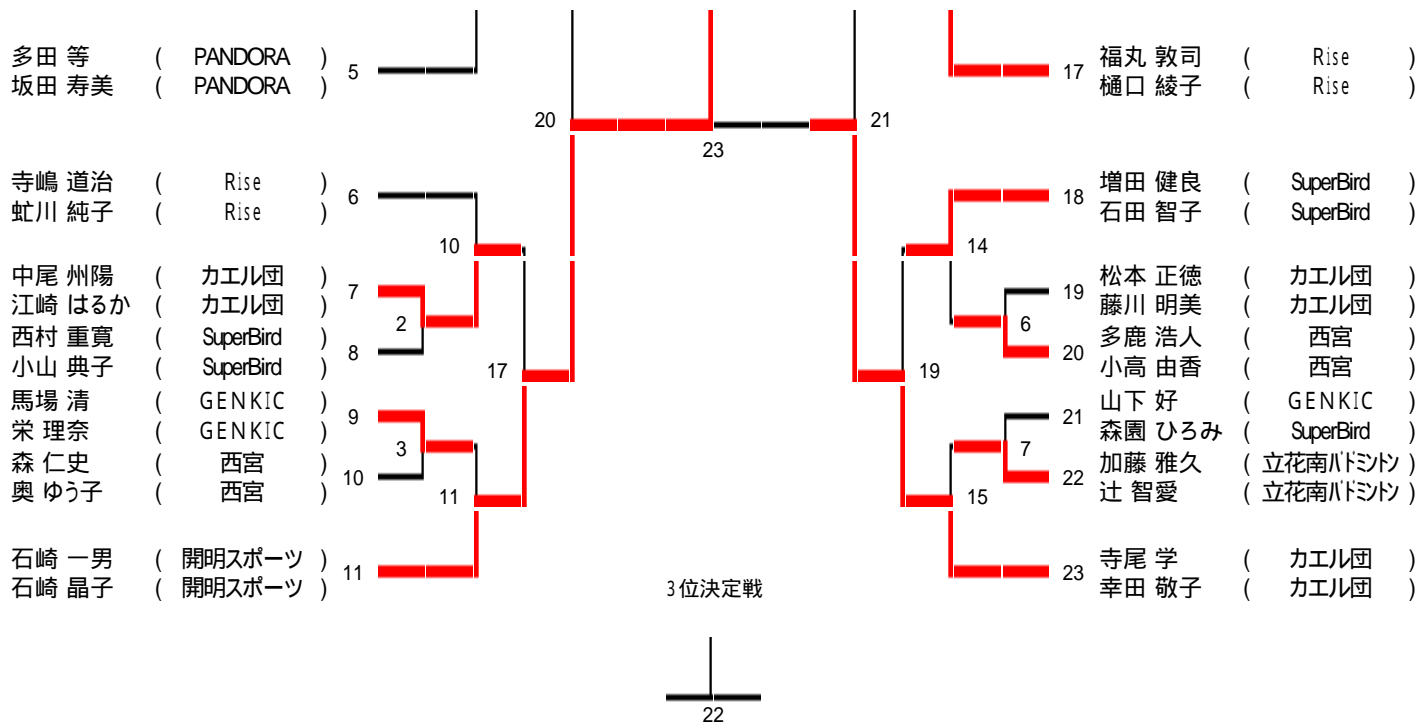 多田 等 ( PANDORA )
坂田 寿美 ( PANDORA )
5
寺嶋 道治 ( Rise )
虻川 純子 ( Rise )
6
10
中尾 州陽 ( カエル団 )
江崎 はるか ( カエル団 )
7
2
西村 重寛 ( SuperBird )
小山 典子 ( SuperBird )
8
17
馬場 清 ( GENKIC )
栄 理奈 ( GENKIC )
9
3
森 仁史 ( 西宮 )
奥 ゆう子 ( 西宮 )
10
11
石崎 一男 ( 開明スポーツ )
石崎 晶子 ( 開明スポーツ )
11
20
23
21
3位決定戦
22
17
福丸 敦司 ( Rise )
樋口 綾子 ( Rise )
18
増田 健良 ( SuperBird )
石田 智子 ( SuperBird )
14
19
松本 正徳 ( カエル団 )
藤川 明美 ( カエル団 )
6
20
多鹿 浩人 ( 西宮 )
小高 由香 ( 西宮 )
19
21
山下 好 ( GENKIC )
森園 ひろみ ( SuperBird )
7
22
加藤 雅久 ( 立花南バドミントン )
辻 智愛 ( 立花南バドミントン )
15
23
寺尾 学 ( カエル団 )
幸田 敬子 ( カエル団 )